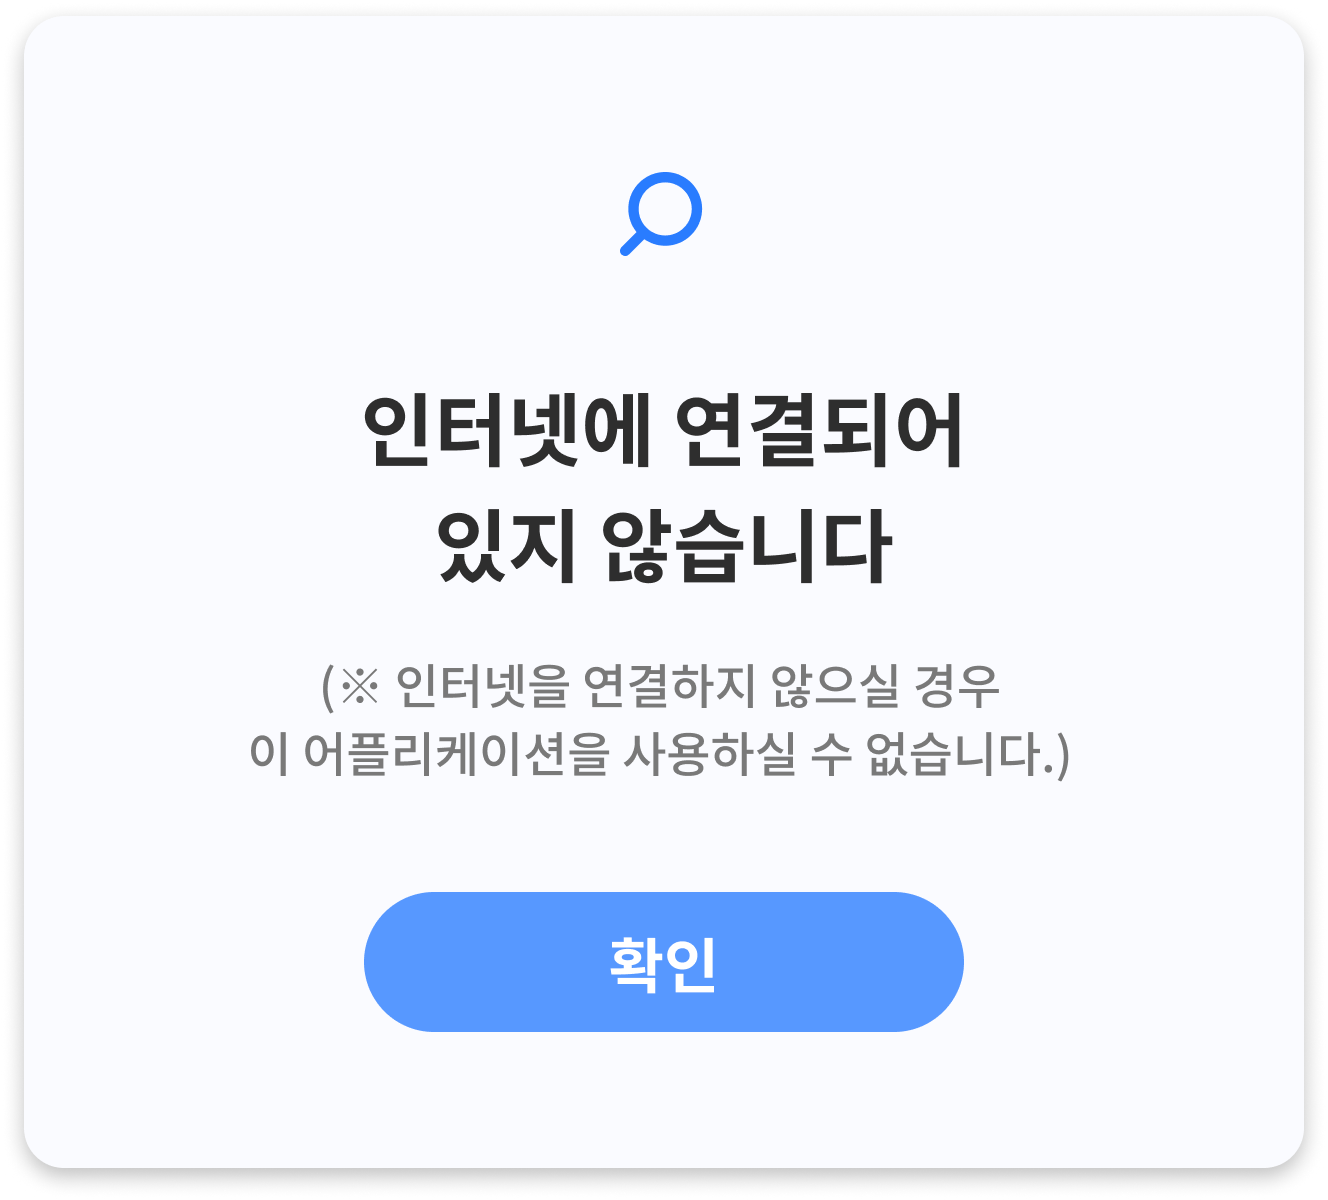 인터넷에 연결되어
있지 않습니다
(※ 인터넷을 연결하지 않으실 경우
이 어플리케이션을 사용하실 수 없습니다.)
확인